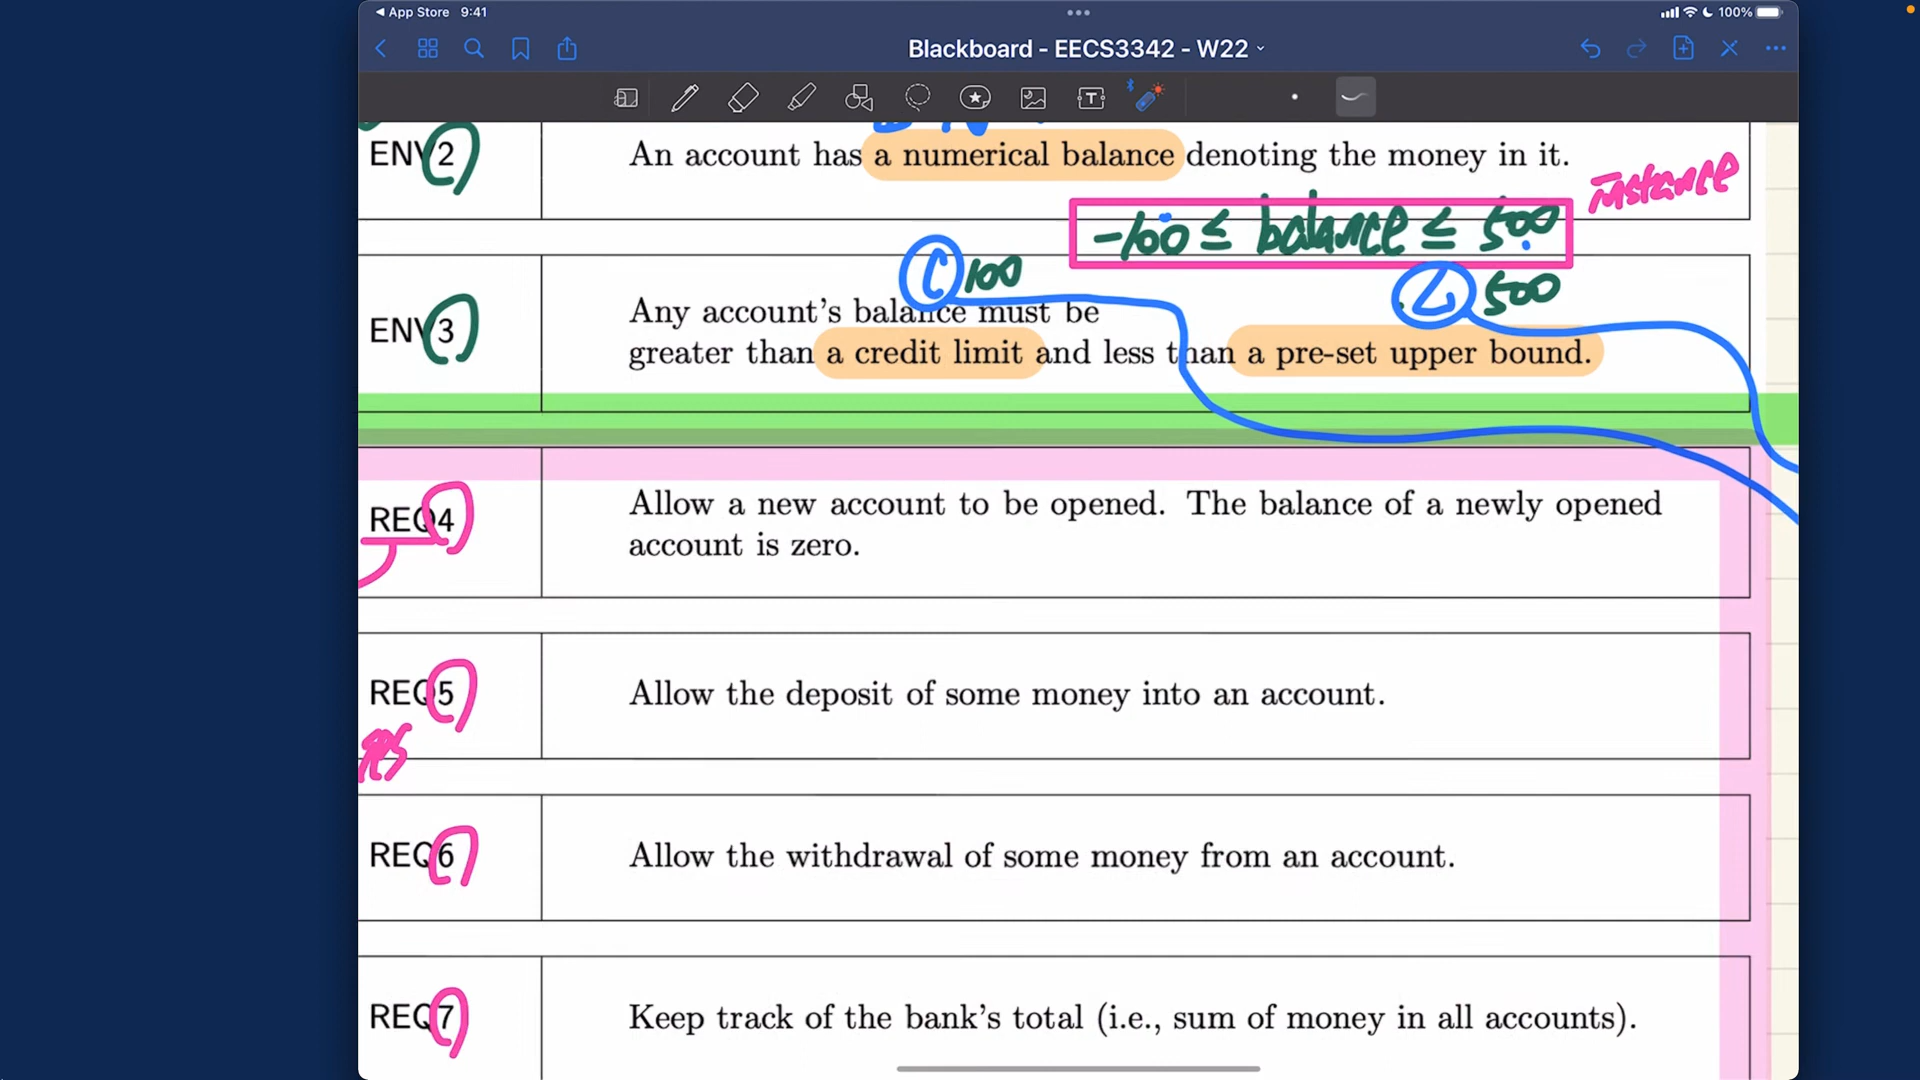 App Store 9:41
100%
Blackboard - EECS3342 - W22
ENV2
An account has a numerical balance denoting the money in it.
instance
-100 ≤ balance ≤ 500
C 100
L 500
ENV3
Any account's balance must be
greater than a credit limit and less than a pre-set upper bound.
REQ4
Allow a new account to be opened. The balance of a newly opened
account is zero.
REQ5
Allow the deposit of some money into an account.
REQ6
Allow the withdrawal of some money from an account.
REQ7
Keep track of the bank's total (i.e., sum of money in all accounts).